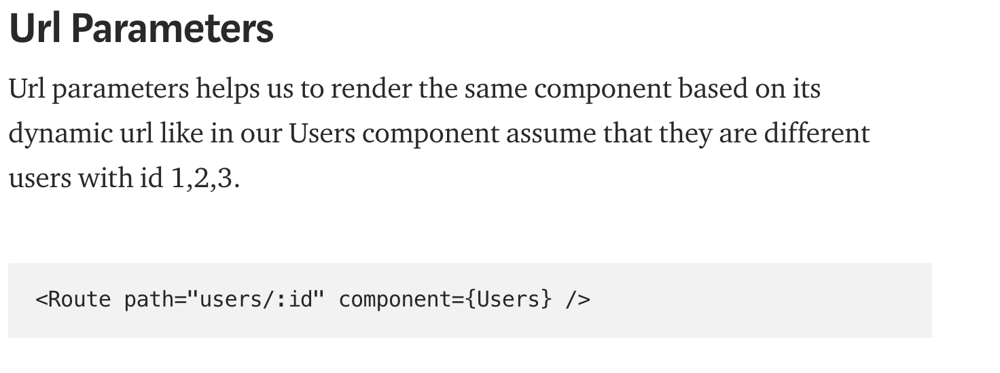 Url Parameters
Url parameters helps us to render the same component based on its
dynamic url like in our Users component assume that they are different
users with id 1,2,3.
<Route path="users/:id" component={Users} />